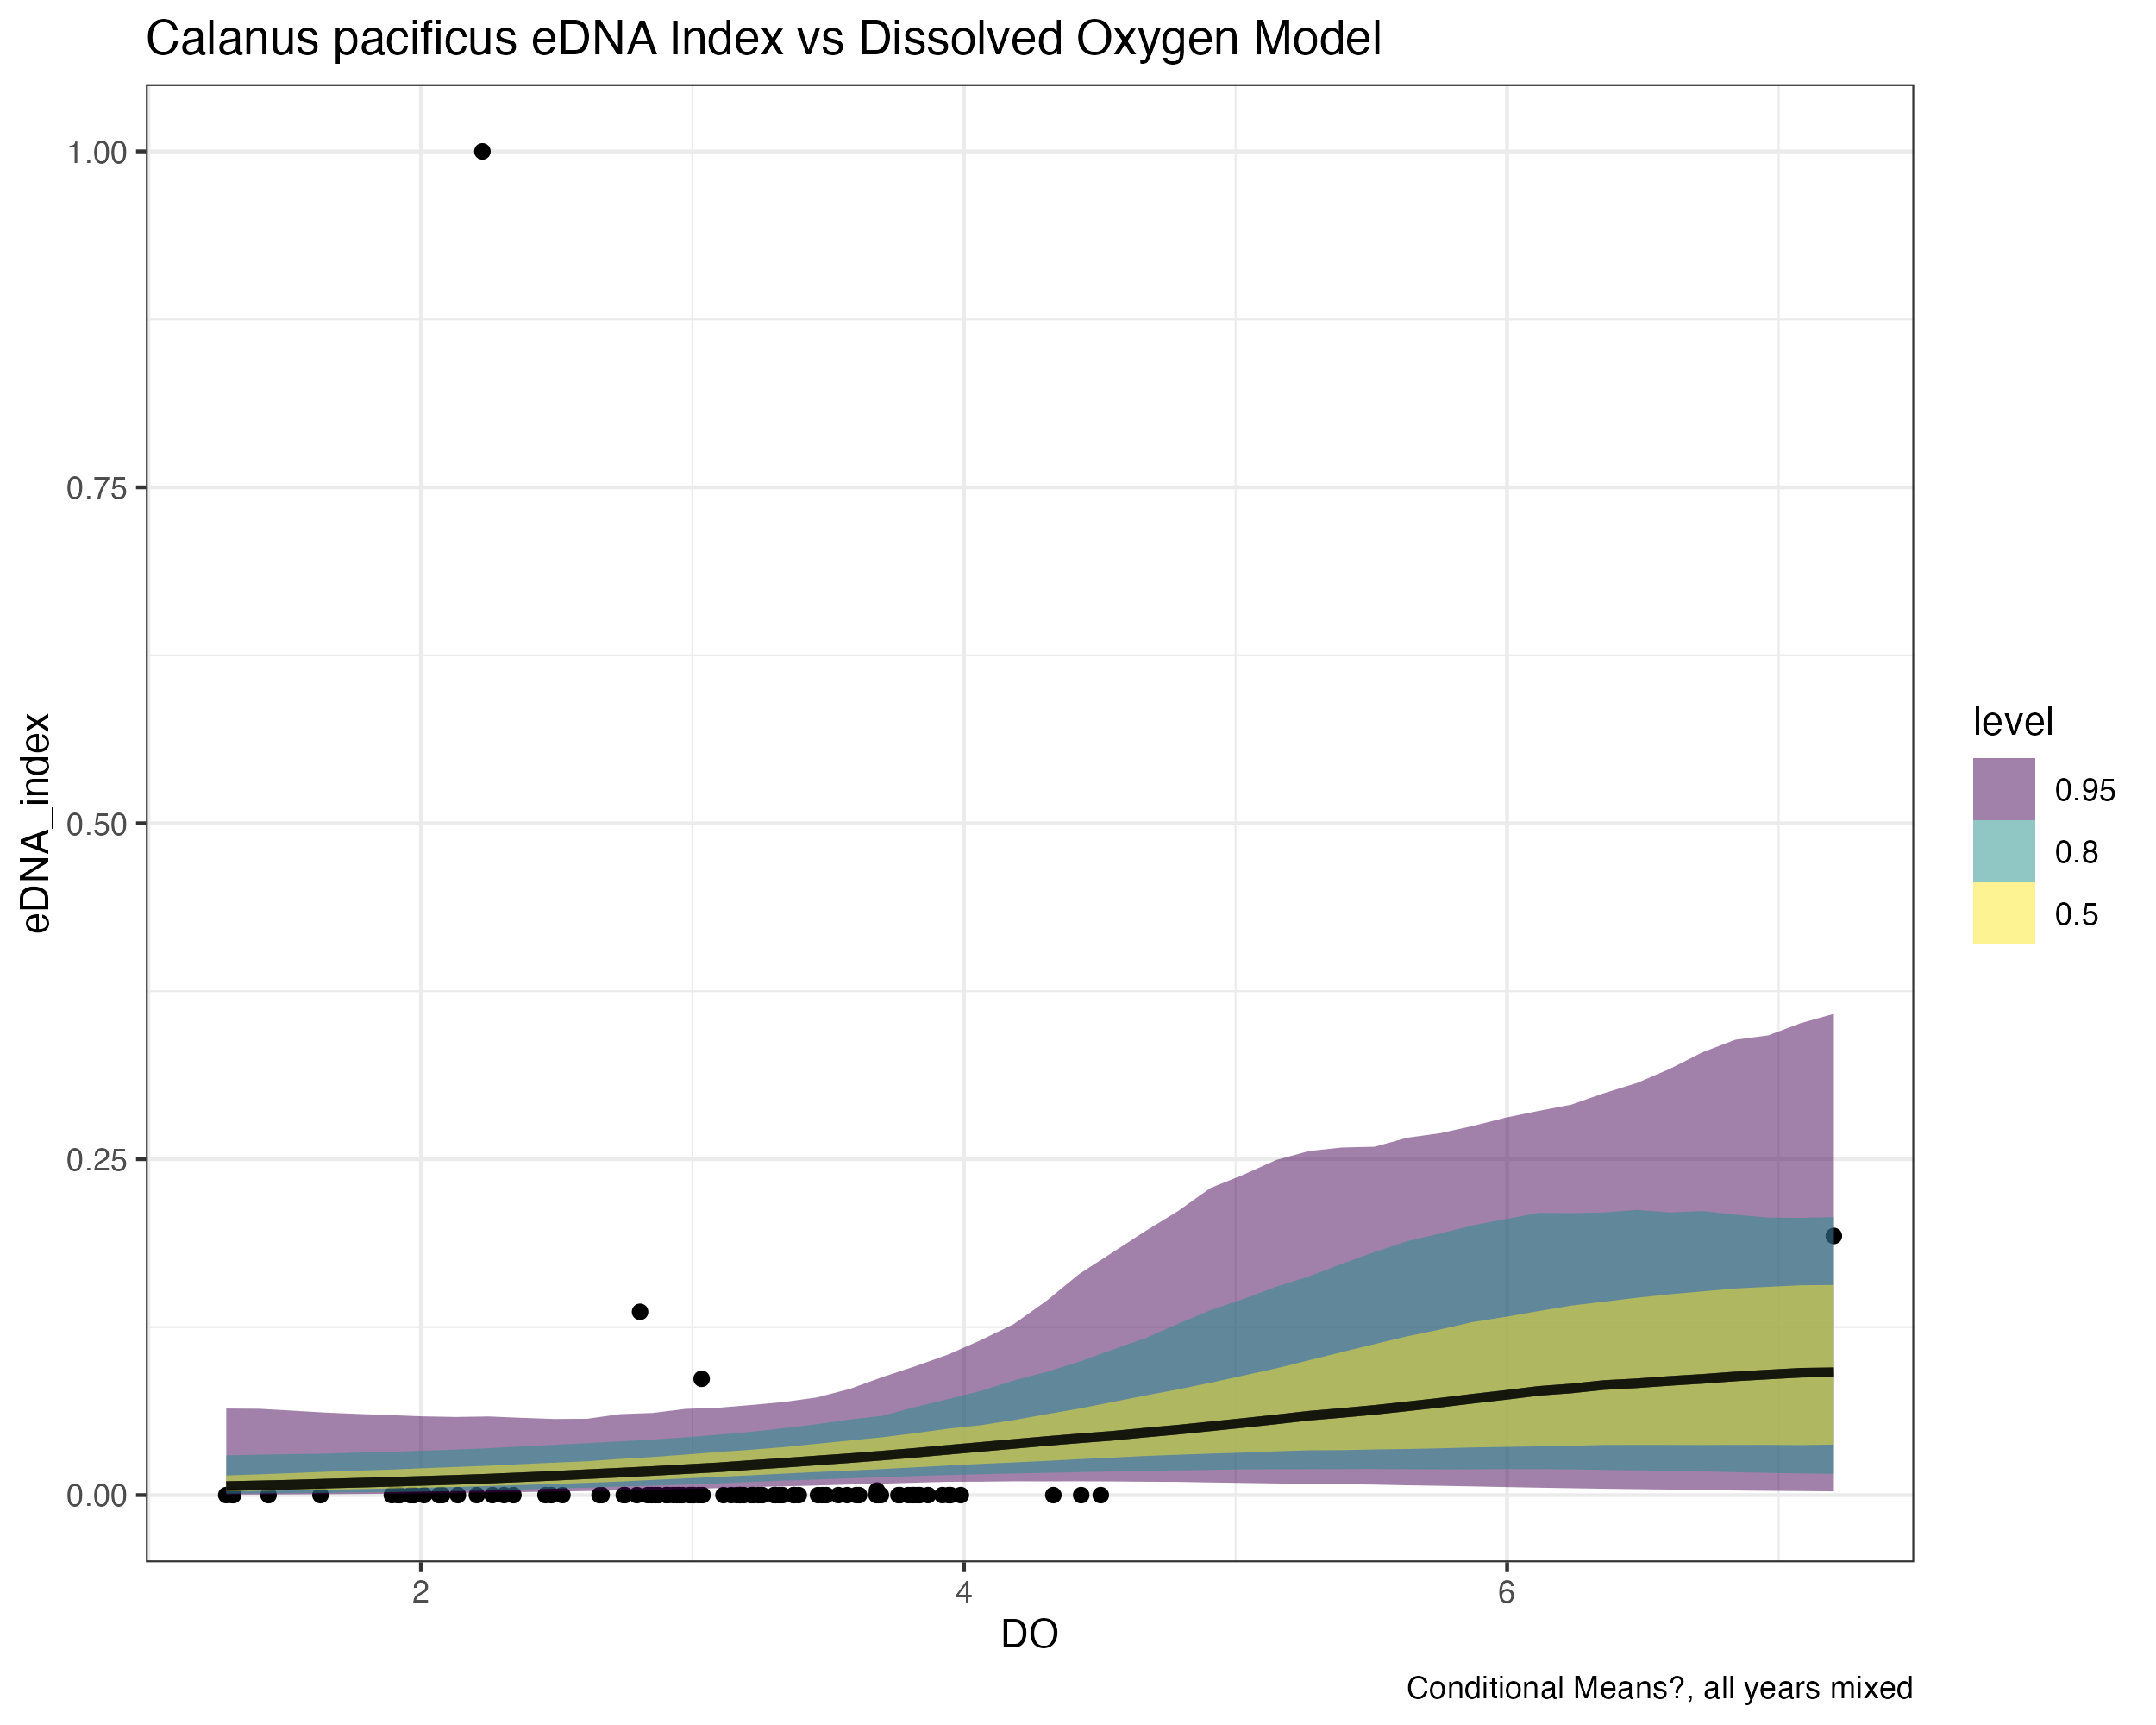 Calanus pacificus eDNA Index vs Dissolved Oxygen Model
1.00
0.75
0.50
0.25
0.00
eDNA_index
2
4
6
DO
level
0.95
0.8
0.5
Conditional Means?, all years mixed